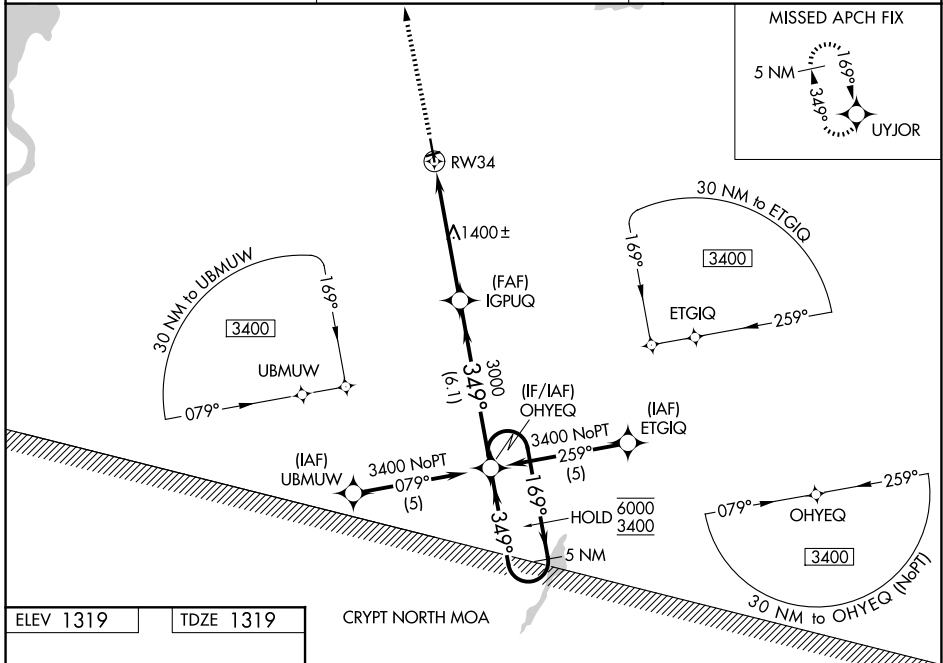 MISSED APCH FIX
5 NM
169°
349°
UYJOR
RW34
1400±
(FAF)
IGPUQ
30 NM to UBMUW
169°
3400
UBMUW
079°
30 NM to ETGIQ
169°
3400
ETGIQ
259°
3000
349°
(6.1)
(IF/IAF)
OHYEQ
(IAF)
ETGIQ
3400 NoPT
259°
(5)
(IAF)
UBMUW
3400 NoPT
079°
(5)
169°
349°
HOLD
6000
3400
5 NM
079°
259°
OHYEQ
3400
30 NM to OHYEQ (NoPT)
ELEV 1319
TDZE 1319
CRYPT NORTH MOA